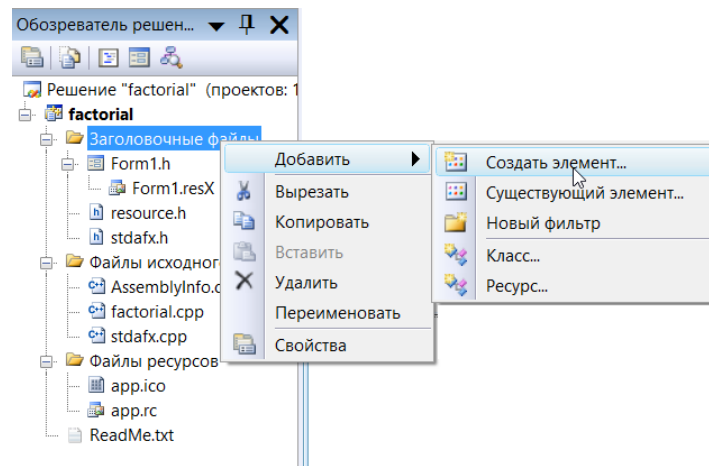 Обозреватель решен...
Решение "factorial" (проектов: 1
factorial
Заголовочные файлы
Form1.h
Form1.resX
resource.h
stdafx.h
Файлы исходног
AssemblyInfo.c
factorial.cpp
stdafx.cpp
Файлы ресурсов
app.ico
app.rc
ReadMe.txt
Добавить
Вырезать
Копировать
Вставить
Удалить
Переименовать
Свойства
Создать элемент...
Существующий элемент...
Новый фильтр
Класс...
Ресурс...